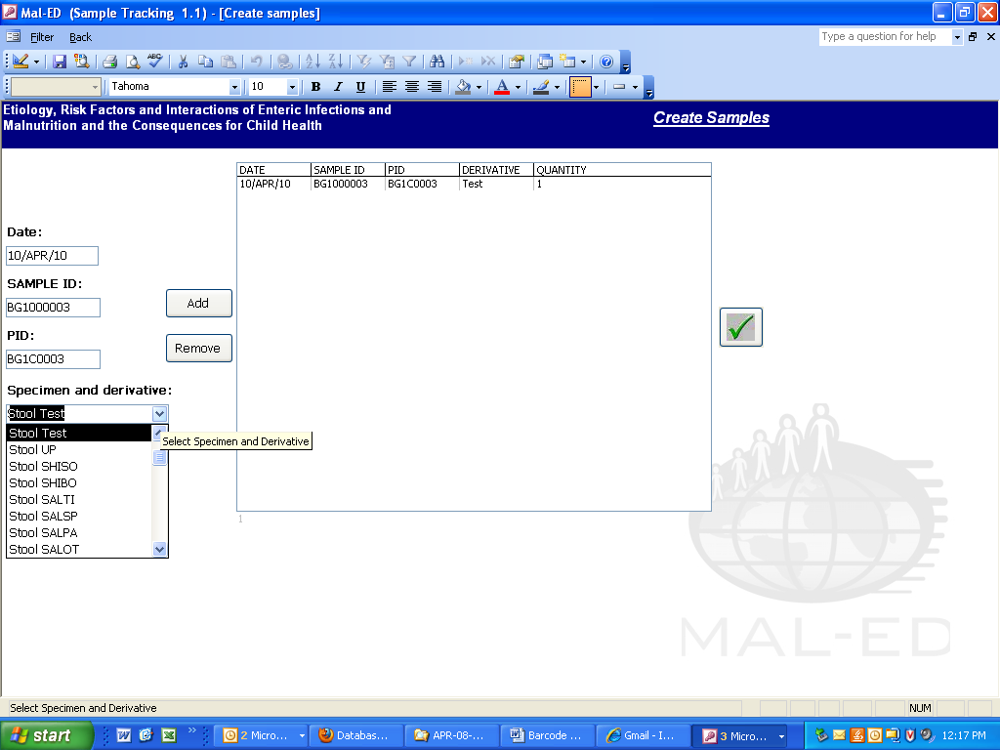 Mal-ED (Sample Tracking 1.1) - [Create samples]
Filter Back
Type a question for help
Tahoma 10 B I U
Etiology, Risk Factors and Interactions of Enteric Infections and
Malnutrition and the Consequences for Child Health
Create Samples
DATE SAMPLE ID PID DERIVATIVE QUANTITY
10/APR/10 BG1000003 BG1C0003 Test 1
Date:
10/APR/10
SAMPLE ID:
BG1000003
Add
PID:
Remove
BG1C0003
Specimen and derivative:
Stool Test
Stool Test
Select Specimen and Derivative
Stool UP
Stool SHISO
Stool SHIBO
Stool SALTI
Stool SALSP
Stool SALPA
Stool SALOT
1
MAL-ED
Select Specimen and Derivative
NUM
start
2 Micro...
Databas...
APR-08-...
Barcode ...
Gmail - I...
3 Micro...
12:17 PM